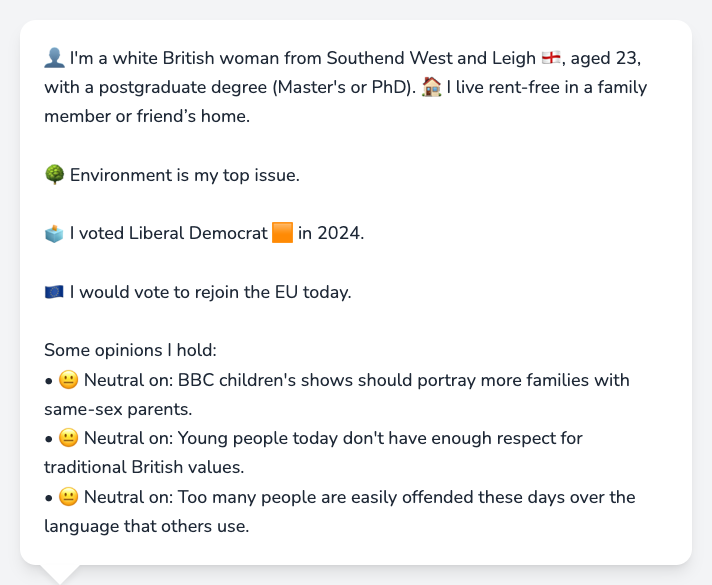 👤 I'm a white British woman from Southend West and Leigh 🏴󠁧󠁢󠁥󠁮󠁧󠁿, aged 23,
with a postgraduate degree (Master's or PhD). 🏠 I live rent-free in a family
member or friend’s home.
🌳 Environment is my top issue.
🗳️ I voted Liberal Democrat 🟧 in 2024.
🇪🇺 I would vote to rejoin the EU today.
Some opinions I hold:
• 😐 Neutral on: BBC children's shows should portray more families with
same-sex parents.
• 😐 Neutral on: Young people today don't have enough respect for
traditional British values.
• 😐 Neutral on: Too many people are easily offended these days over the
language that others use.